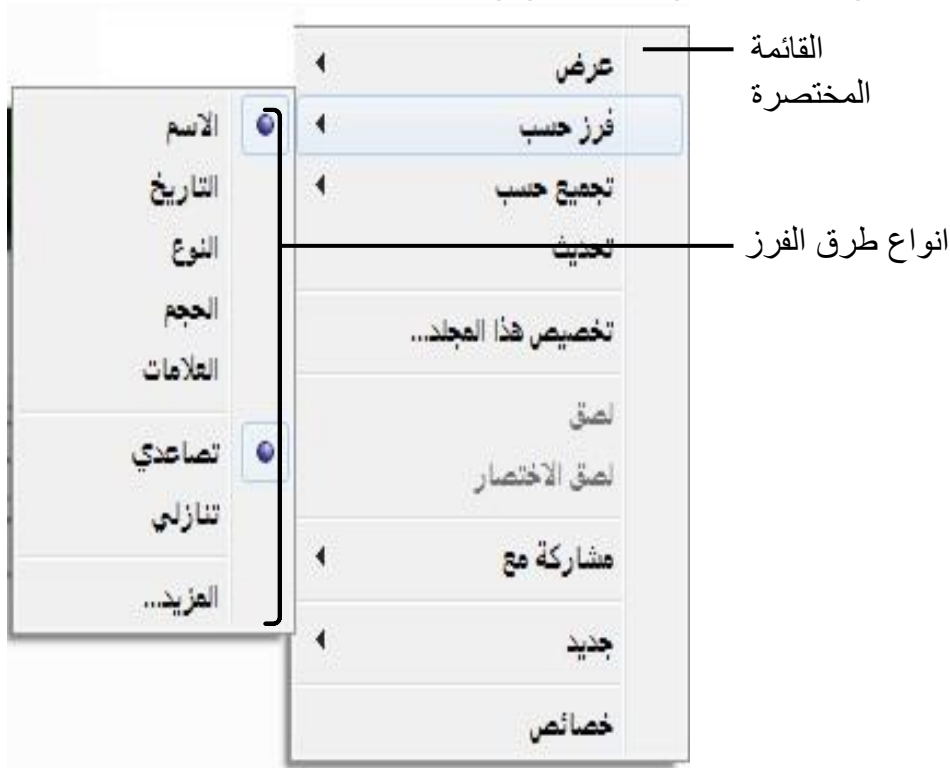 القائمة
المختصرة
عرض
فرز حسب
تجميع حسب
تحديث
تخصيص هذا المجلد...
لصق
لصق الاختصار
مشاركة مع
جديد
خصائص
انواع طرق الفرز
الاسم
التاريخ
النوع
الحجم
العلامات
تصاعدي
تنازلي
المزيد...